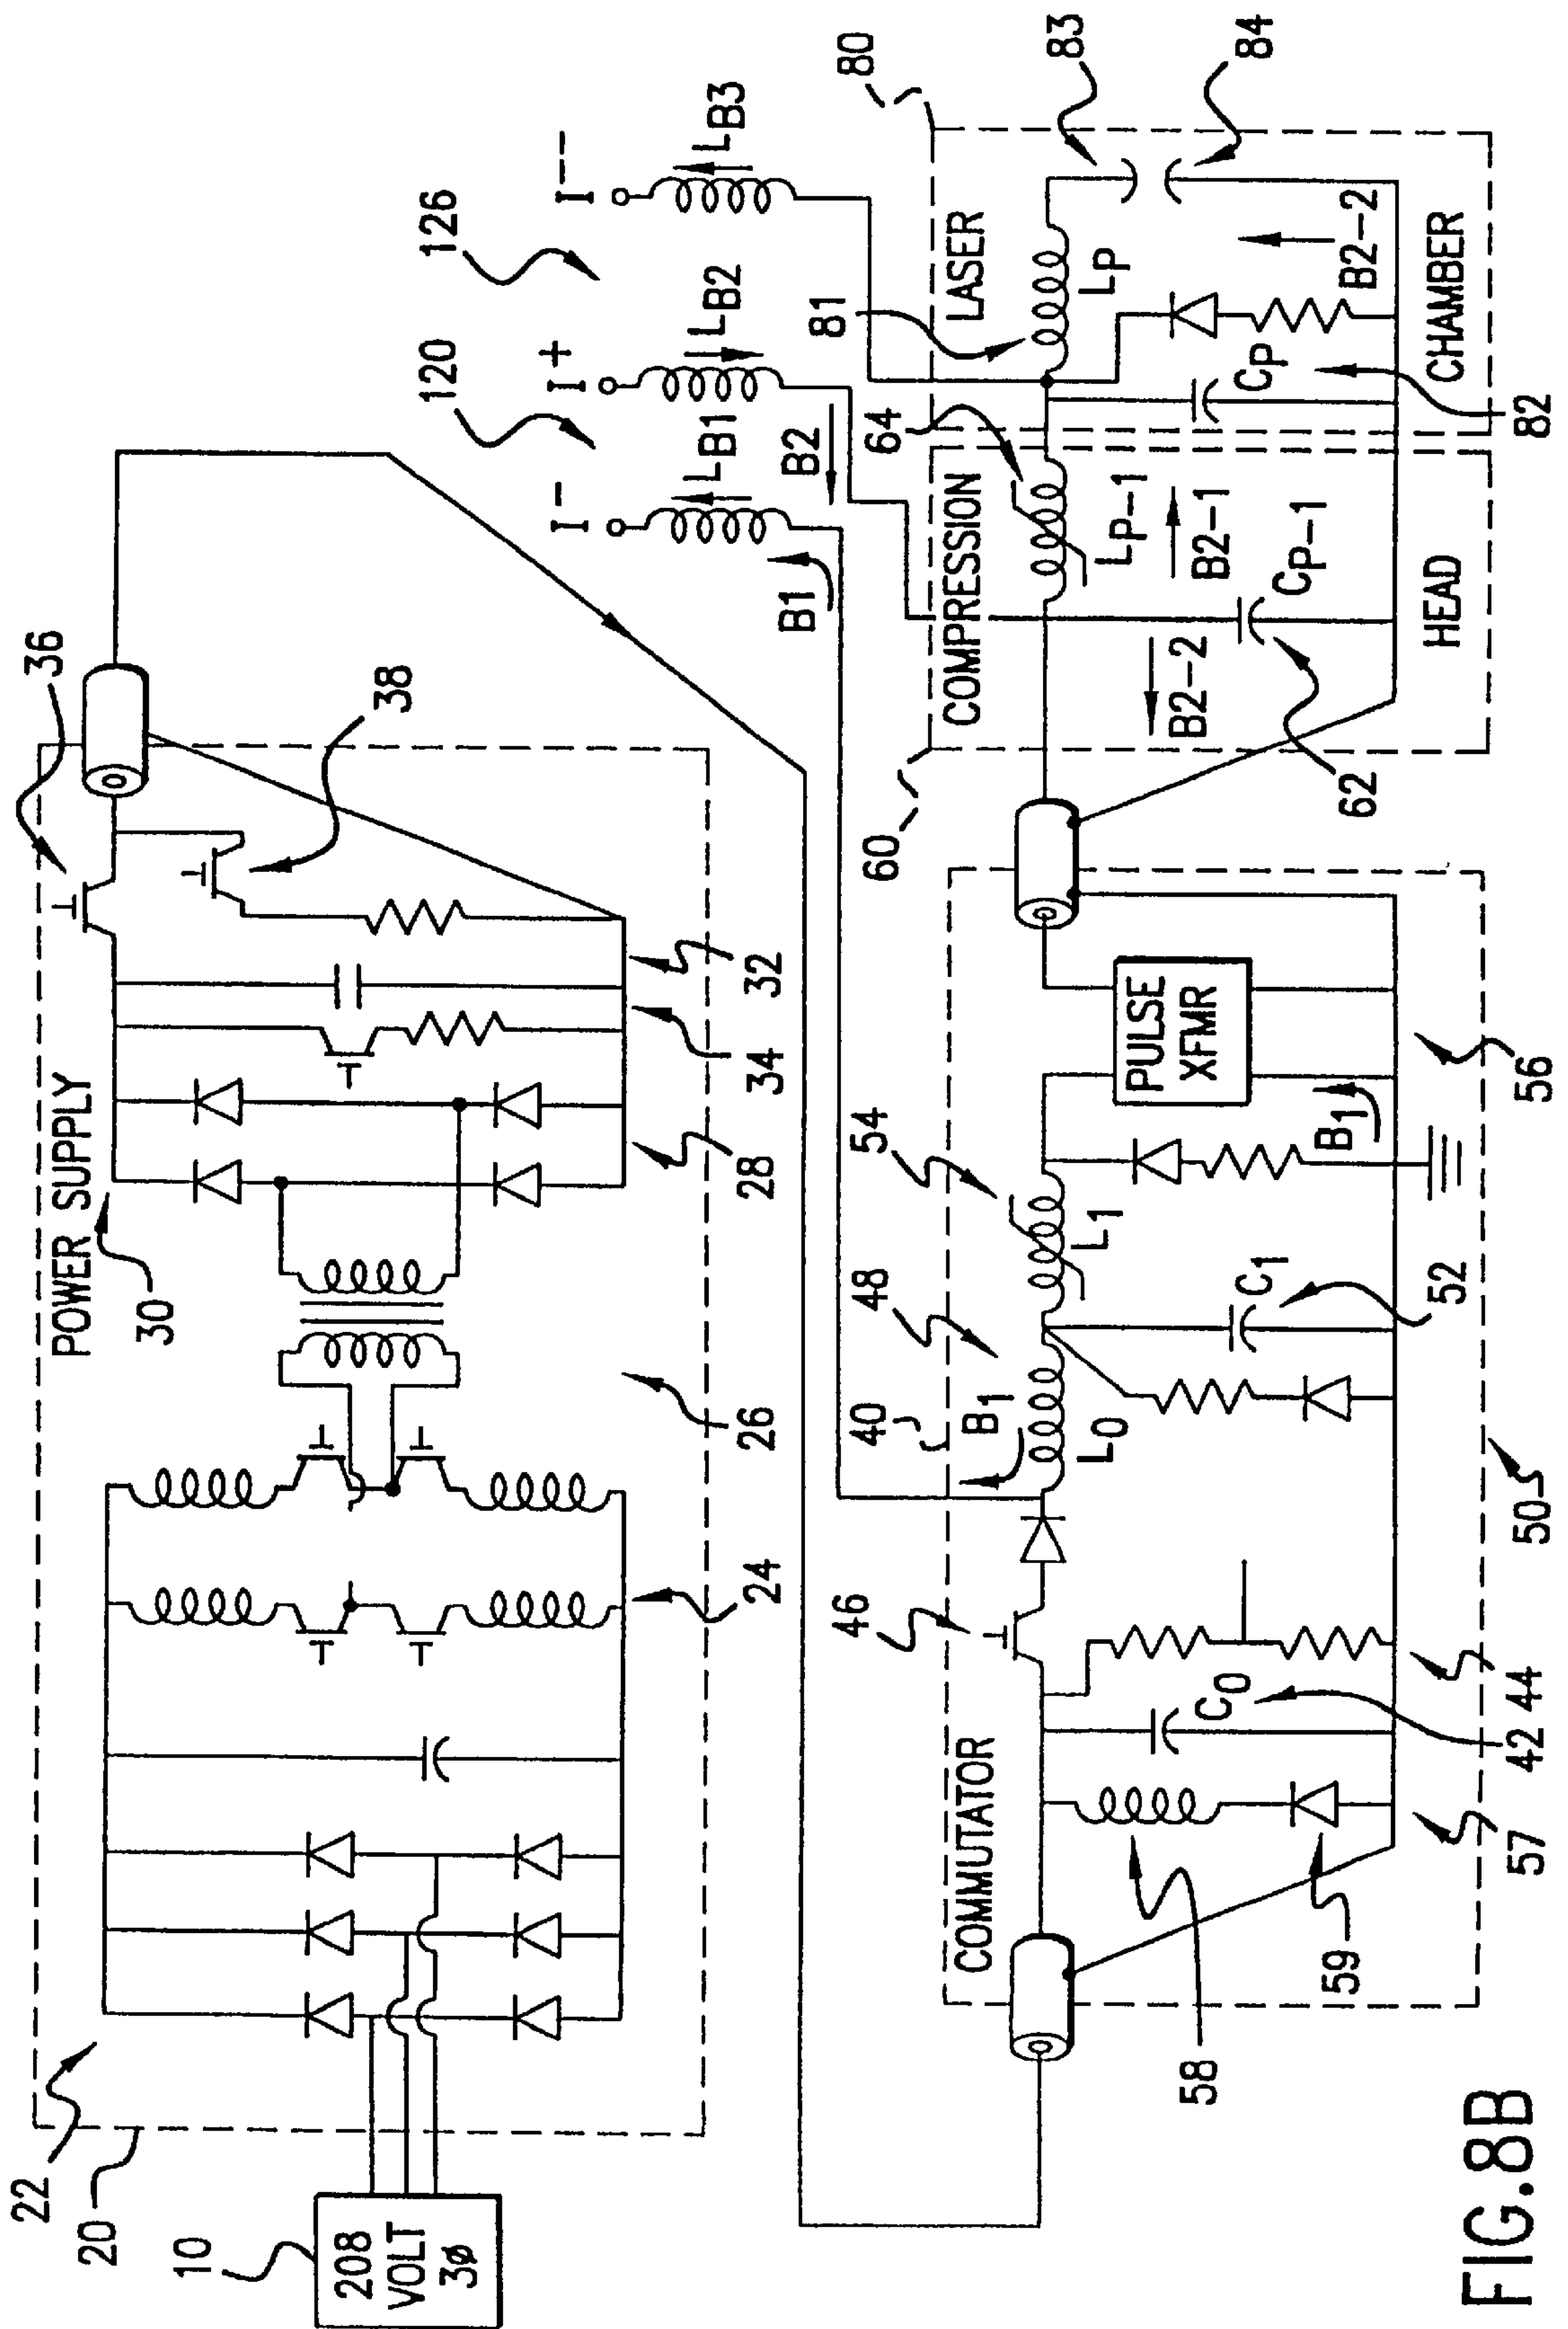 10
208
VOLT
3ø
20
22
POWER SUPPLY
30
36
38
24
26
28
34
32
120
126
I-
I+
I--
LB1
LB2
LB3
B1
B2
COMMUTATOR
46
40
B1
48
54
L0
L1
C0
C1
52
PULSE
XFMR
B1
58
59
57
42
44
50
56
60
COMPRESSION
HEAD
64
LP-1
B2-1
B2-2
CP-1
62
80
LASER
CHAMBER
81
LP
CP
82
83
84
B2-2
FIG.8B